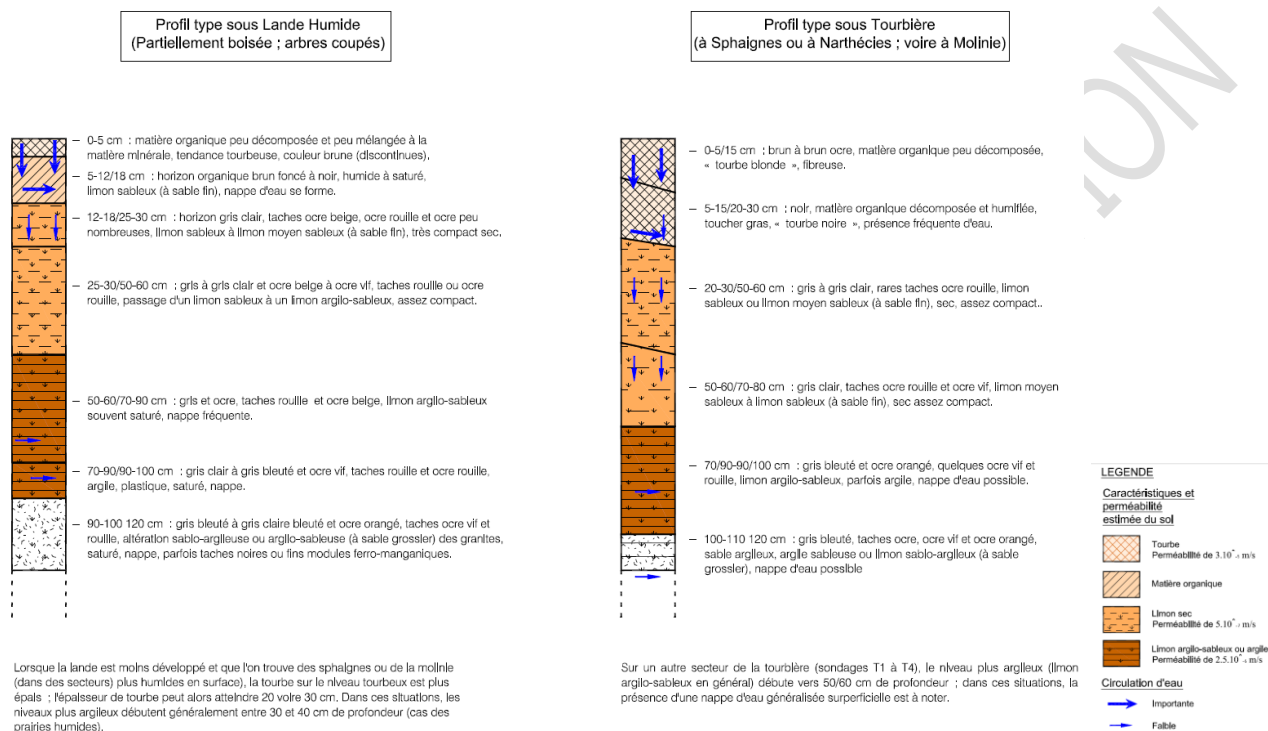 Profil type sous Lande Humide
(Partiellement boisée ; arbres coupés)
0-5 cm : matière organique peu décomposée et peu mélangée à la
matière minérale, tendance tourbeuse, couleur brune (discontinues).
5-12/18 cm : horizon organique brun foncé à noir, humide à saturé,
limon sableux (à sable fin), nappe d'eau se forme.
12-18/25-30 cm : horizon gris clair, taches ocre beige, ocre rouille et ocre peu
nombreuses, limon sableux à limon moyen sableux (à sable fin), très compact sec.
25-30/50-60 cm : gris à gris clair et ocre beige à ocre vif, taches rouille ou ocre
rouille, passage d'un limon sableux à un limon argilo-sableux, assez compact.
50-60/70-90 cm : gris et ocre, taches rouille et ocre beige, limon argilo-sableux
souvent saturé, nappe fréquente.
70-90/90-100 cm : gris clair à gris bleuté et ocre vif, taches rouille et ocre rouille,
argile, plastique, saturé, nappe.
90-100 120 cm : gris bleuté à gris claire bleuté et ocre orangé, taches ocre vif et
rouille, altération sablo-argileuse ou argilo-sableuse (à sable grossier) des granites,
saturé, nappe, parfois taches noires ou fins modules ferro-manganiques.
Lorsque la lande est moins développé et que l'on trouve des sphaignes ou de la molinie
(dans des secteurs) plus humides en surface), la tourbe sur le niveau tourbeux est plus
épais ; l'épaisseur de tourbe peut alors atteindre 20 voire 30 cm. Dans ces situations, les
niveaux plus argileux débutent généralement entre 30 et 40 cm de profondeur (cas des
prairies humides).
Profil type sous Tourbière
(à Sphaignes ou à Narthécies ; voire à Molinie)
0-5/15 cm : brun à brun ocre, matière organique peu décomposée,
« tourbe blonde », fibreuse.
5-15/20-30 cm : noir, matière organique décomposée et humifiée,
toucher gras, « tourbe noire », présence fréquente d'eau.
20-30/50-60 cm : gris à gris clair, rares taches ocre rouille, limon
sableux ou limon moyen sableux (à sable fin), sec, assez compact..
50-60/70-80 cm : gris clair, taches ocre rouille et ocre vif, limon moyen
sableux à limon sableux (à sable fin), sec assez compact.
70/90-90/100 cm : gris bleuté et ocre orangé, quelques ocre vif et
rouille, limon argilo-sableux, parfois argile, nappe d'eau possible.
100-110 120 cm : gris bleuté, taches ocre, ocre vif et ocre orangé,
sable argileux, argile sableuse ou limon sablo-argileux (à sable
grossier), nappe d'eau possible
Sur un autre secteur de la tourbière (sondages T1 à T4), le niveau plus argileux (limon
argilo-sableux en général) débute vers 50/60 cm de profondeur ; dans ces situations, la
présence d'une nappe d'eau généralisée superficielle est à noter.
LEGENDE
Caractéristiques et
perméabilité
estimée du sol
Tourbe
Perméabilité de 3.10 m/s
Matière organique
Limon sec
Perméabilité de 5.10 m/s
Limon argilo-sableux ou argile
Perméabilité de 2.5.10 m/s
Circulation d'eau
Importante
Faible
ION